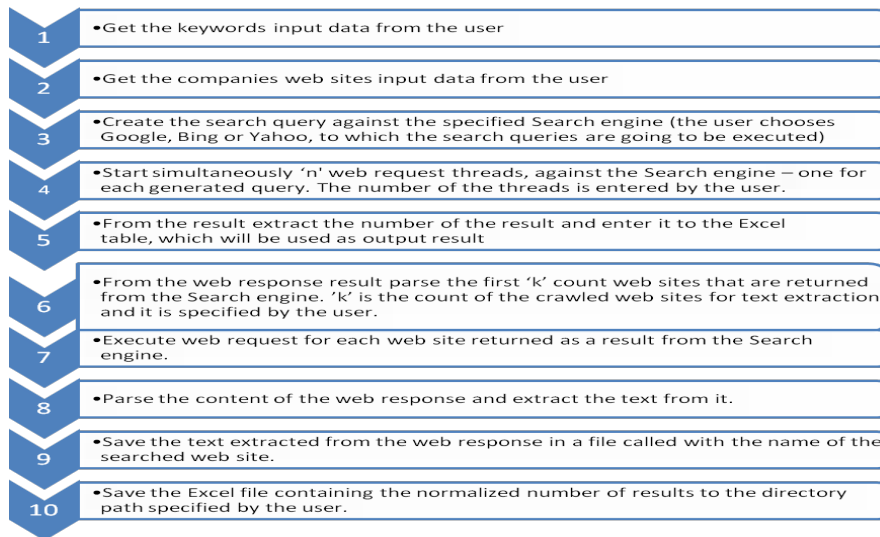 1
•Get the keywords input data from the user
2
•Get the companies web sites input data from the user
3
•Create the search query against the specified Search engine (the user chooses
Google, Bing or Yahoo, to which the search queries are going to be executed)
4
•Start simultaneously ‘n' web request threads, against the Search engine – one for
each generated query. The number of the threads is entered by the user.
5
•From the result extract the number of the result and enter it to the Excel
table, which will be used as output result
6
•From the web response result parse the first ‘k’ count web sites that are returned
from the Search engine. ’k’ is the count of the crawled web sites for text extraction
and it is specified by the user.
7
•Execute web request for each web site returned as a result from the Search
engine.
8
•Parse the content of the web response and extract the text from it.
9
•Save the text extracted from the web response in a file called with the name of the
searched web site.
10
•Save the Excel file containing the normalized number of results to the directory
path specified by the user.